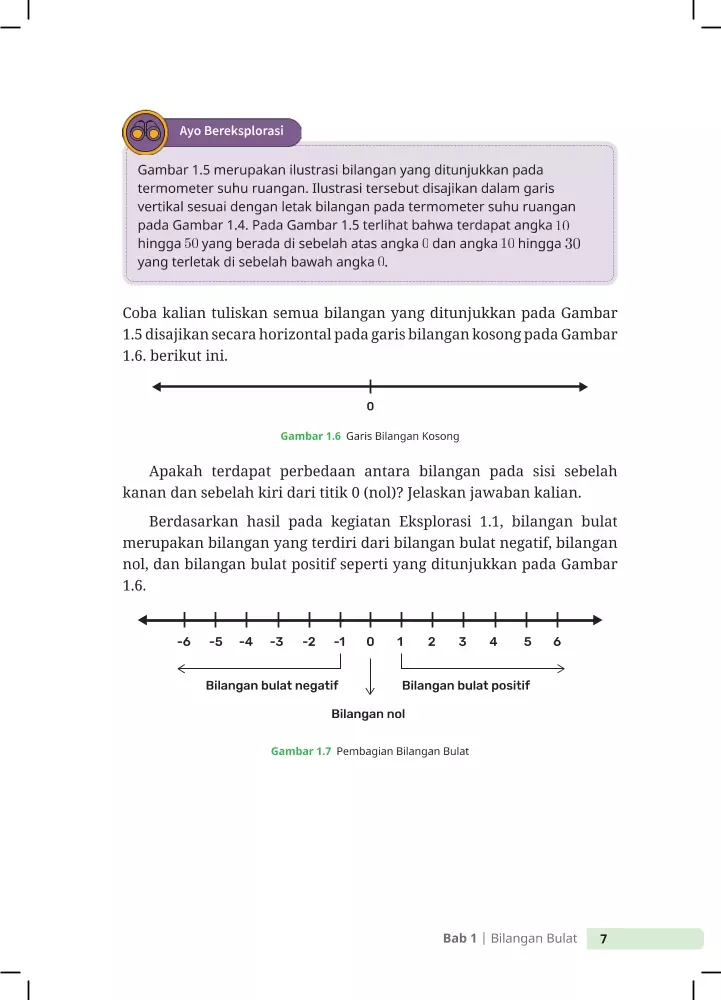 Ayo Bereksplorasi
Gambar 1.5 merupakan ilustrasi bilangan yang ditunjukkan pada
termometer suhu ruangan. Ilustrasi tersebut disajikan dalam garis
vertikal sesuai dengan letak bilangan pada termometer suhu ruangan
pada Gambar 1.4. Pada Gambar 1.5 terlihat bahwa terdapat angka 10
hingga 50 yang berada di sebelah atas angka 0 dan angka 10 hingga 30
yang terletak di sebelah bawah angka 0.
Coba kalian tuliskan semua bilangan yang ditunjukkan pada Gambar
1.5 disajikan secara horizontal pada garis bilangan kosong pada Gambar
1.6. berikut ini.
0
Gambar 1.6 Garis Bilangan Kosong
Apakah terdapat perbedaan antara bilangan pada sisi sebelah
kanan dan sebelah kiri dari titik 0 (nol)? Jelaskan jawaban kalian.
Berdasarkan hasil pada kegiatan Eksplorasi 1.1, bilangan bulat
merupakan bilangan yang terdiri dari bilangan bulat negatif, bilangan
nol, dan bilangan bulat positif seperti yang ditunjukkan pada Gambar
1.6.
-6 -5 -4 -3 -2 -1 0 1 2 3 4 5 6
Bilangan bulat negatif Bilangan bulat positif
Bilangan nol
Gambar 1.7 Pembagian Bilangan Bulat
Bab 1 | Bilangan Bulat 7